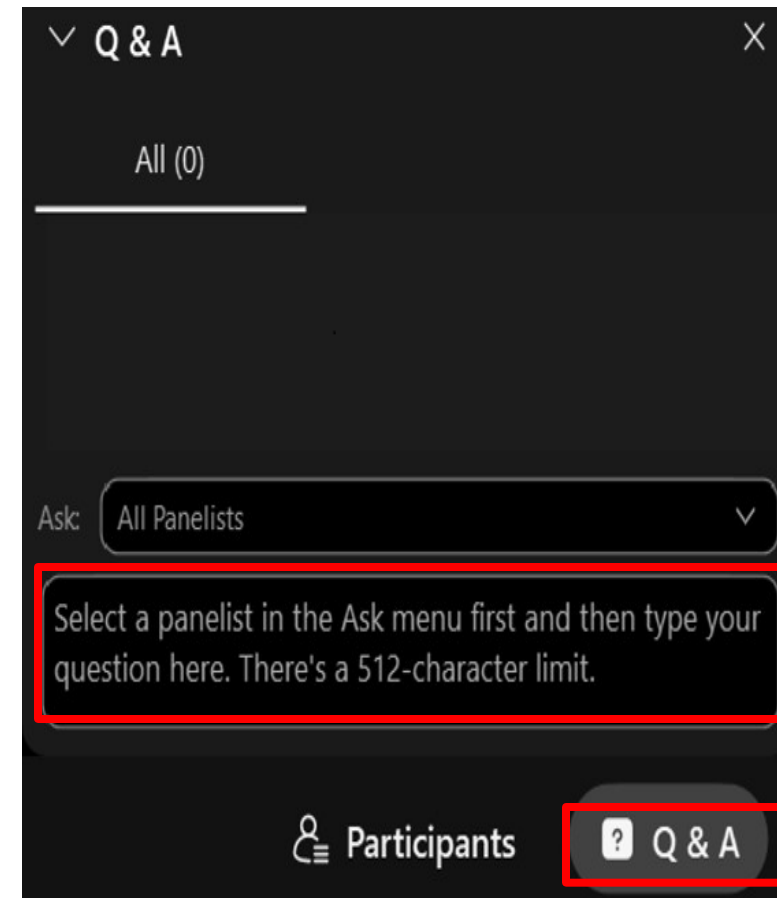 Q & A
All (0)
Ask: All Panelists
Select a panelist in the Ask menu first and then type your
question here. There's a 512-character limit.
Participants ? Q & A